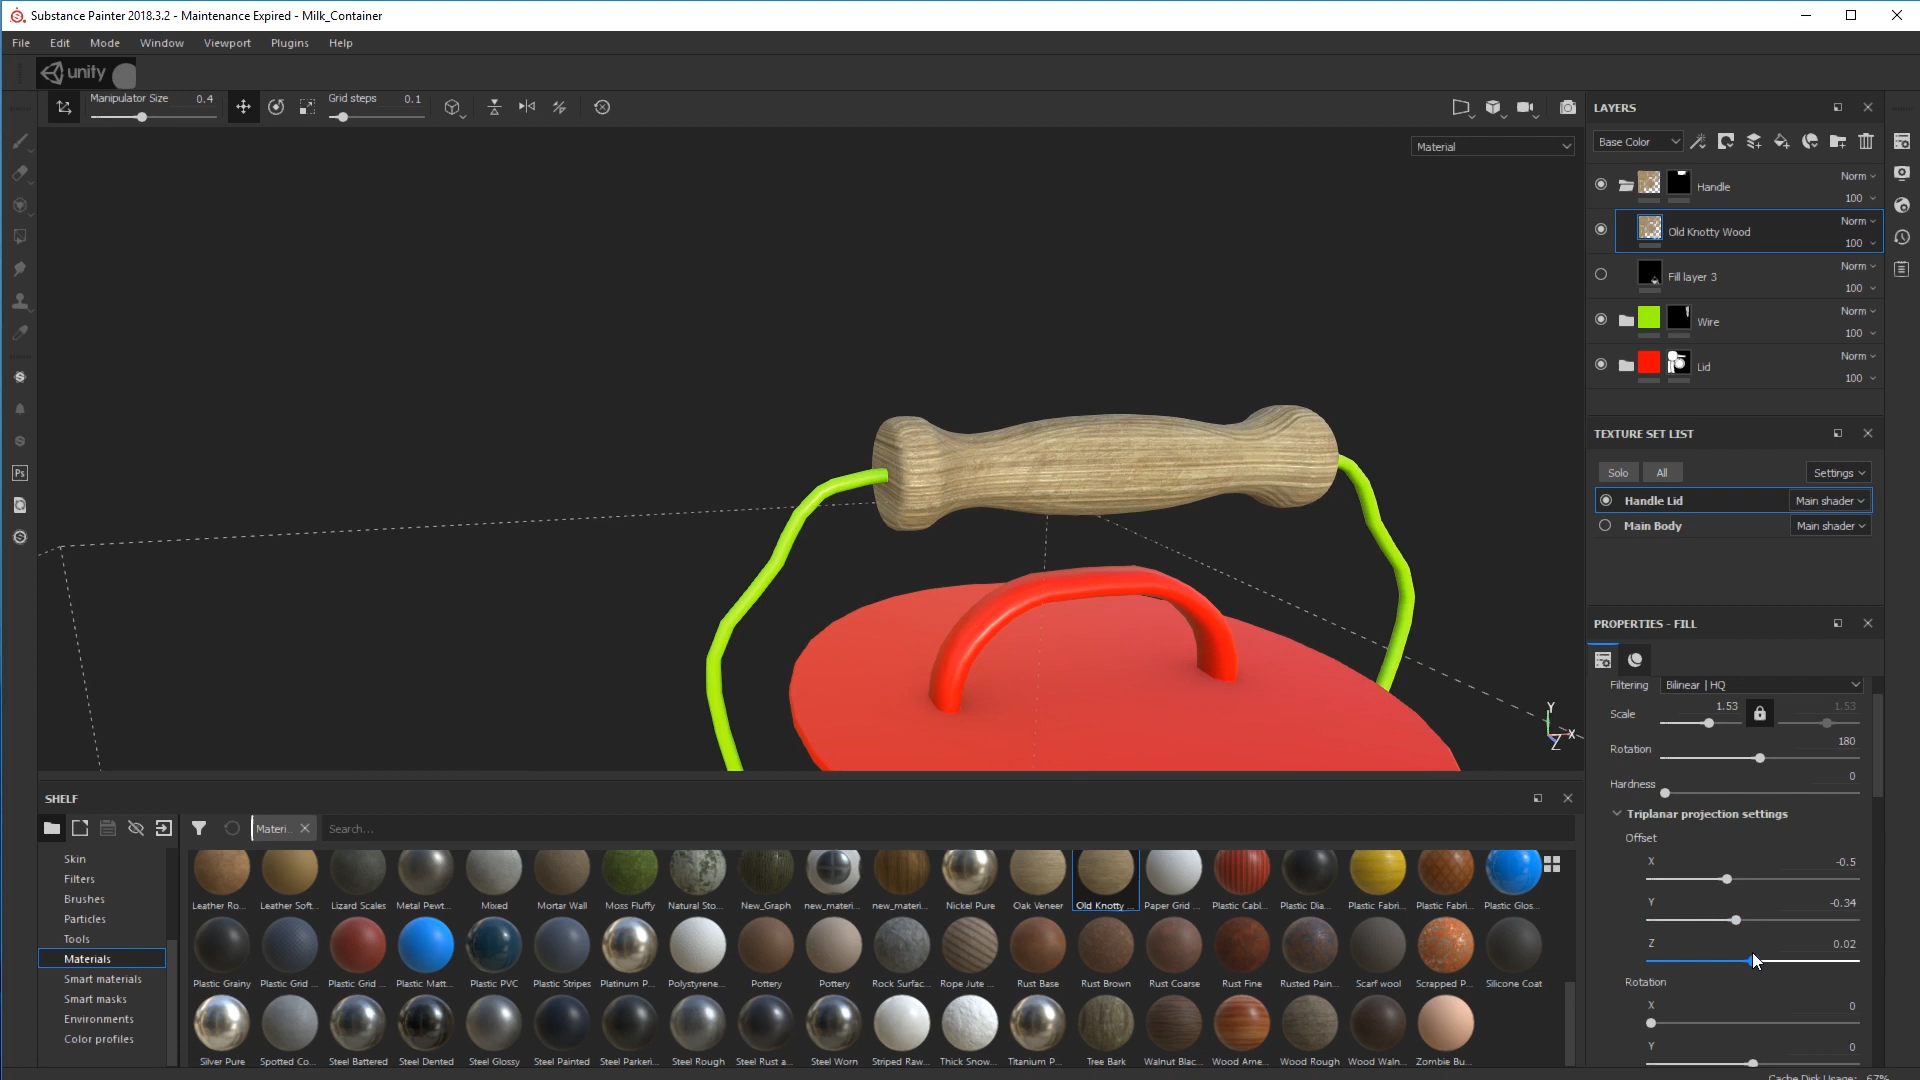 Substance Painter 2018.3.2 - Maintenance Expired - Milk_Container
File Edit Mode Window Viewport Plugins Help
unity
Manipulator Size 0.4
Grid steps 0.1
Material
LAYERS
Base Color
Handle Norm 100
Old Knotty Wood Norm 100
Fill layer 3 Norm 100
Wire Norm 100
Lid Norm 100
Ps
TEXTURE SET LIST
Solo All Settings
Handle Lid Main shader
Main Body Main shader
PROPERTIES - FILL
Filtering Bilinear | HQ
Scale 1.53 1.53
Rotation 180
Hardness 0
Triplanar projection settings
Offset
X -0.5
Y -0.34
Z 0.02
Rotation
X 0
Y 0
Y
X
Z
SHELF
Materi..
Search...
Skin
Filters
Brushes
Particles
Tools
Materials
Smart materials
Smart masks
Environments
Color profiles
Leather Ro... Leather Soft... Lizard Scales Metal Pewt... Mixed Mortar Wall Moss Fluffy Natural Sto... New_Graph new_materi... new_materi... Nickel Pure Oak Veneer Old Knotty ... Paper Grid ... Plastic Cabl... Plastic Dia... Plastic Fabri... Plastic Fabri... Plastic Glos...
Plastic Grainy Plastic Grid ... Plastic Grid ... Plastic Matt... Plastic PVC Plastic Stripes Platinum P... Polystyrene... Pottery Pottery Rock Surfac... Rope Jute ... Rust Base Rust Brown Rust Coarse Rust Fine Rusted Pain... Scarf wool Scrapped P... Silicone Coat
Silver Pure Spotted Co... Steel Battered Steel Dented Steel Glossy Steel Painted Steel Parkeri... Steel Rough Steel Rust a... Steel Worn Striped Raw... Thick Snow... Titanium P... Tree Bark Walnut Blac... Wood Ame... Wood Rough Wood Waln... Zombie Bu...
Cache Disk Usage: 67%